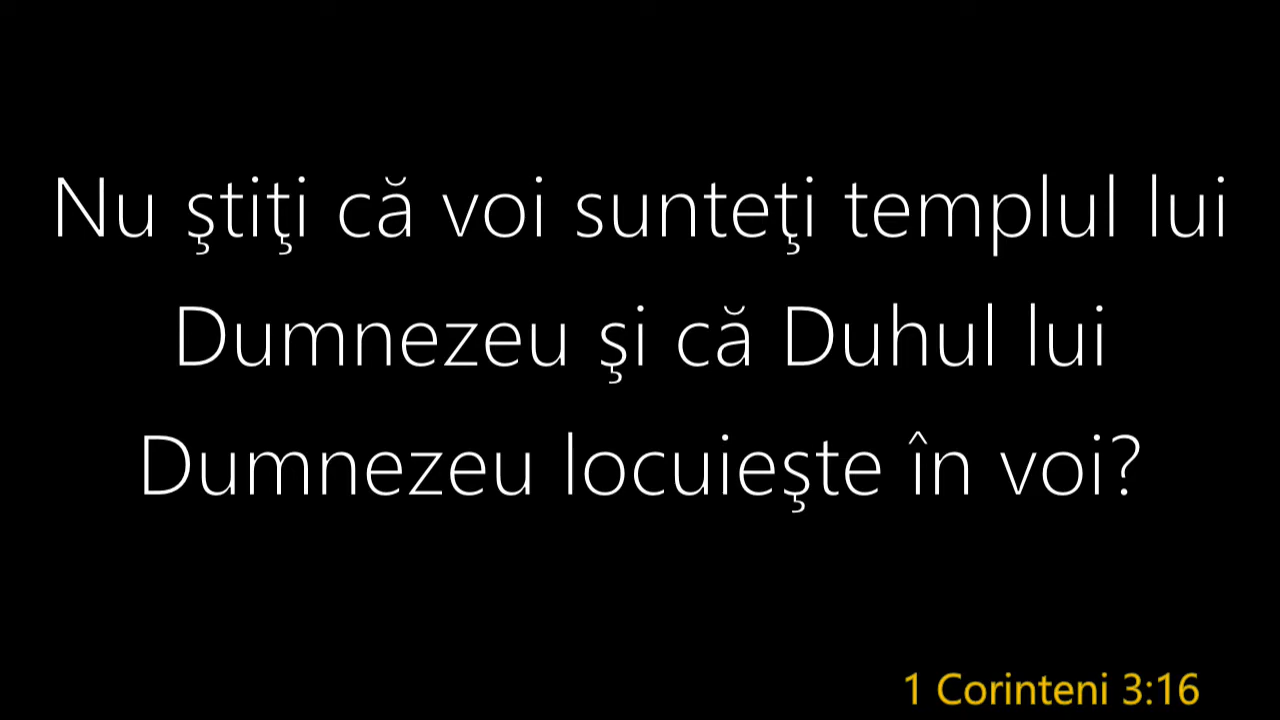 Nu ştiţi că voi sunteţi templul lui
Dumnezeu şi că Duhul lui
Dumnezeu locuieşte în voi?
1 Corinteni 3:16